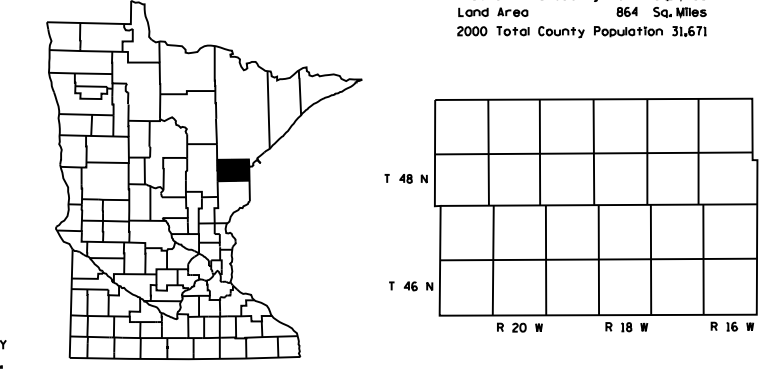 Land Area 864 Sq. Miles
2000 Total County Population 31,671
T 48 N
T 46 N
R 20 W R 18 W R 16 W
Y